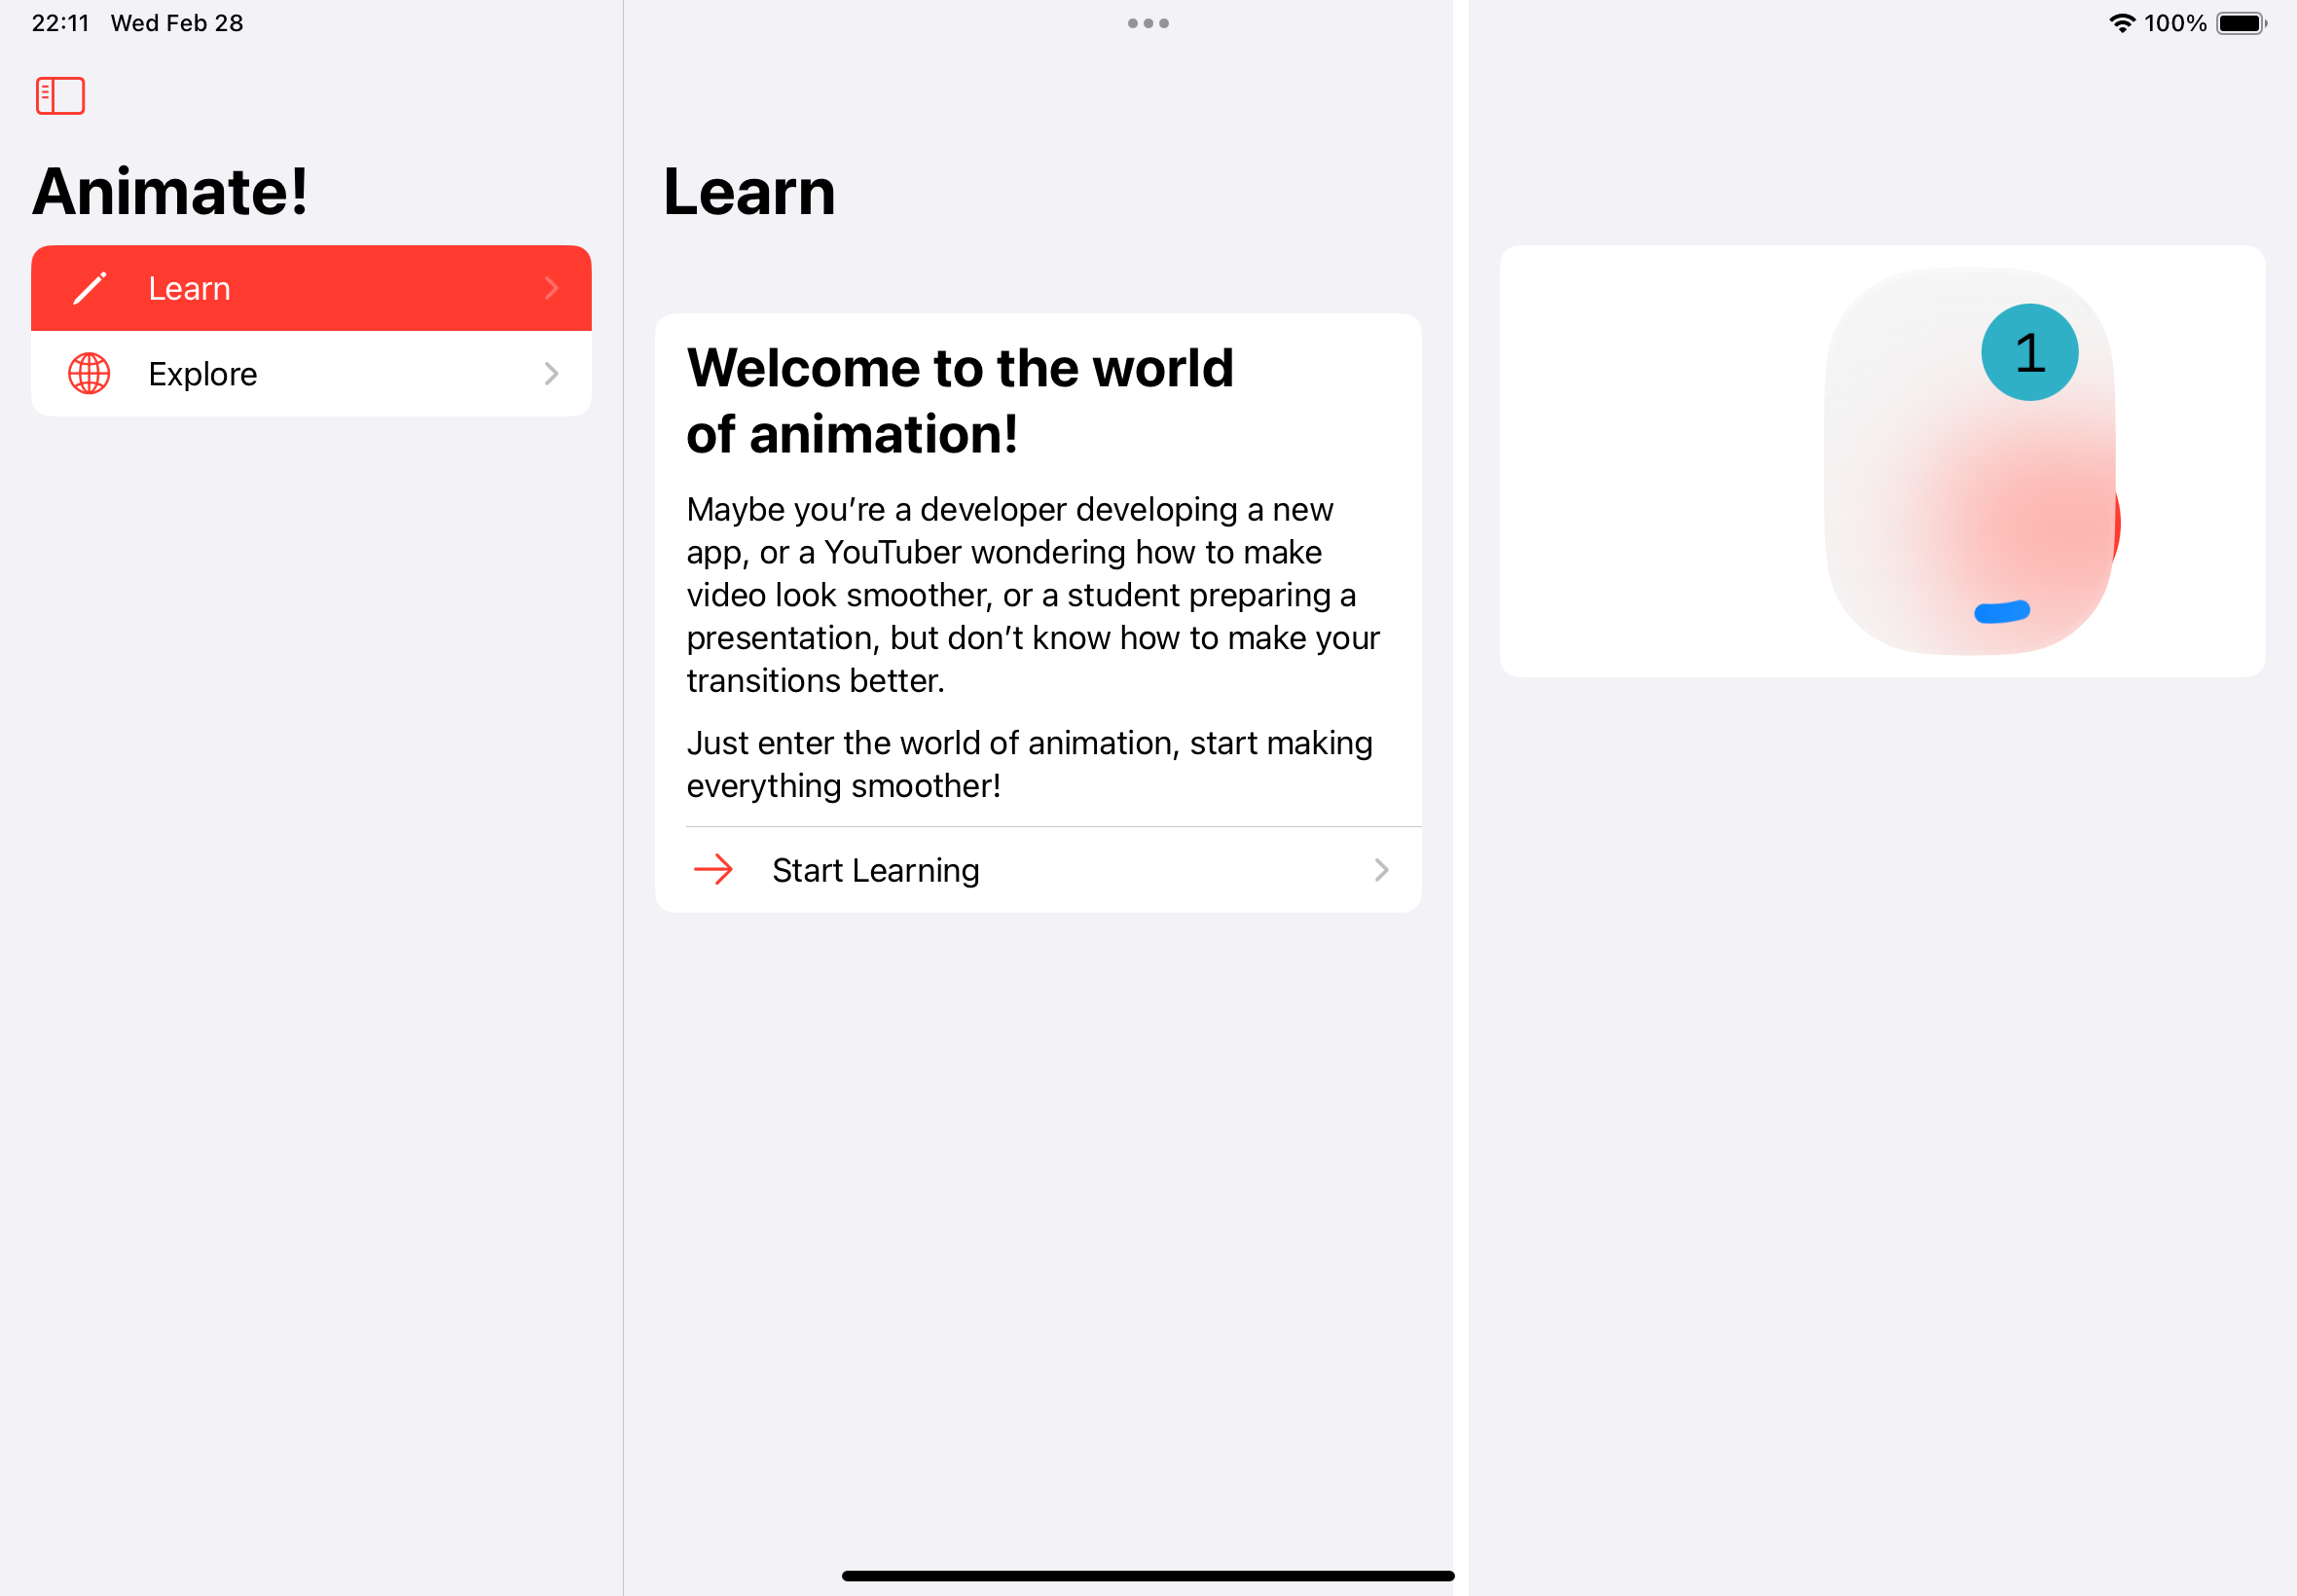 22:11 Wed Feb 28
100%
Animate!
Learn
Explore
Learn
Welcome to the world
of animation!
Maybe you’re a developer developing a new
app, or a YouTuber wondering how to make
video look smoother, or a student preparing a
presentation, but don’t know how to make your
transitions better.
Just enter the world of animation, start making
everything smoother!
Start Learning
1